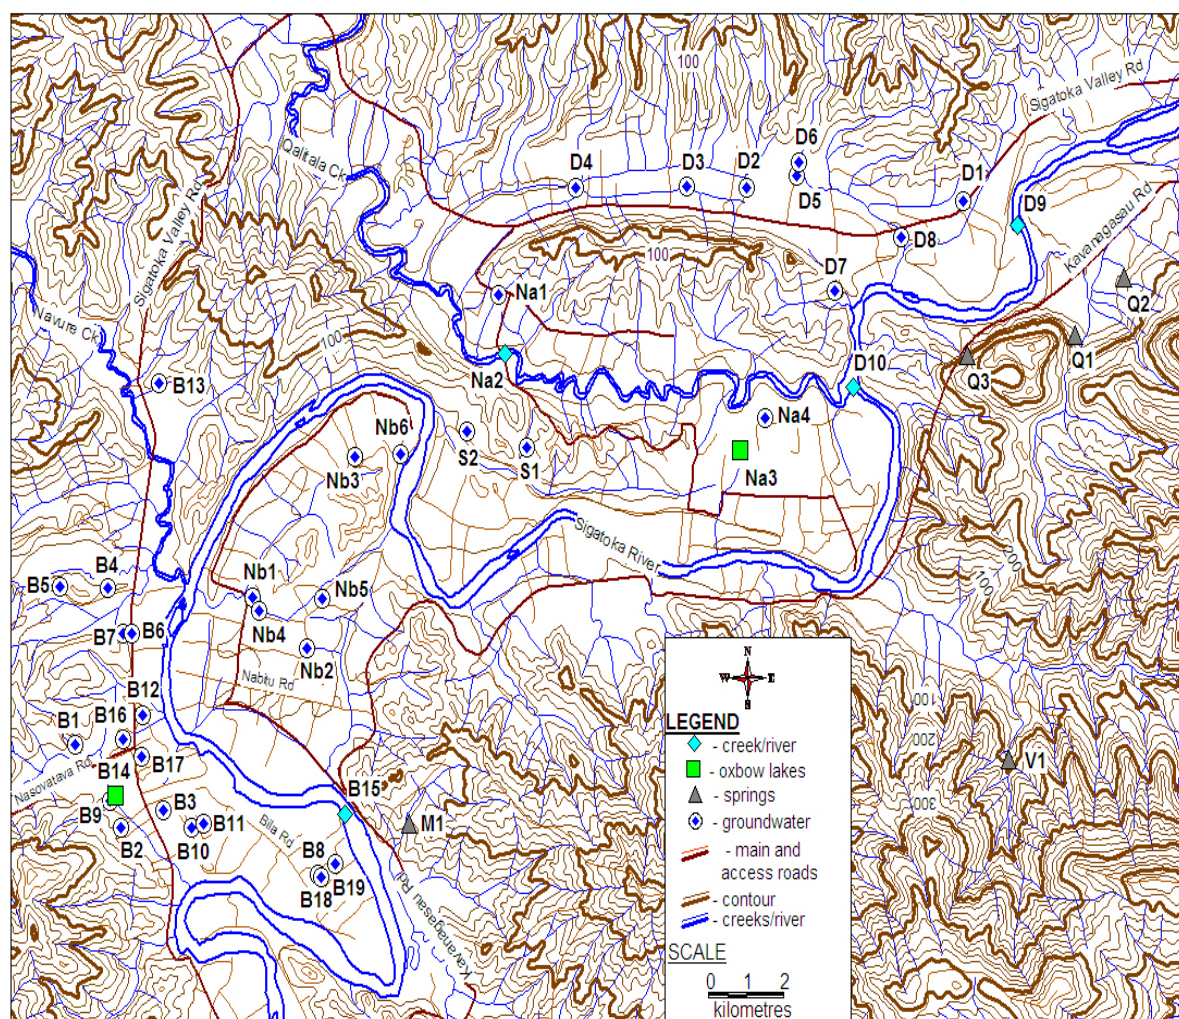 100
Sigatoka Valley Rd
Qalitala Ck
D6
D4
D3
D2
D5
D1
Sigatoka Valley Rd
D9
Kavanagasau Rd
D8
100
D7
Q2
Na1
Navure Ck
100
Q1
Na2
D10
Q3
B13
Nb6
Na4
S2
S1
Nb3
Na3
Sigatoka River
200
100
B5
B4
Nb1
Nb5
B7
B6
Nb4
Nb2
Nabitu Rd
100
200
300
B12
B1
B16
B17
Nasovatava Rd
B14
B15
V1
B9
B3
B2
B11
B10
Bila Rd
M1
B8
B19
B18
Kavanagasau Rd
N
W E
S
LEGEND
- creek/river
- oxbow lakes
- springs
- groundwater
- main and
access roads
- contour
- creeks/river
SCALE
0 1 2
kilometres